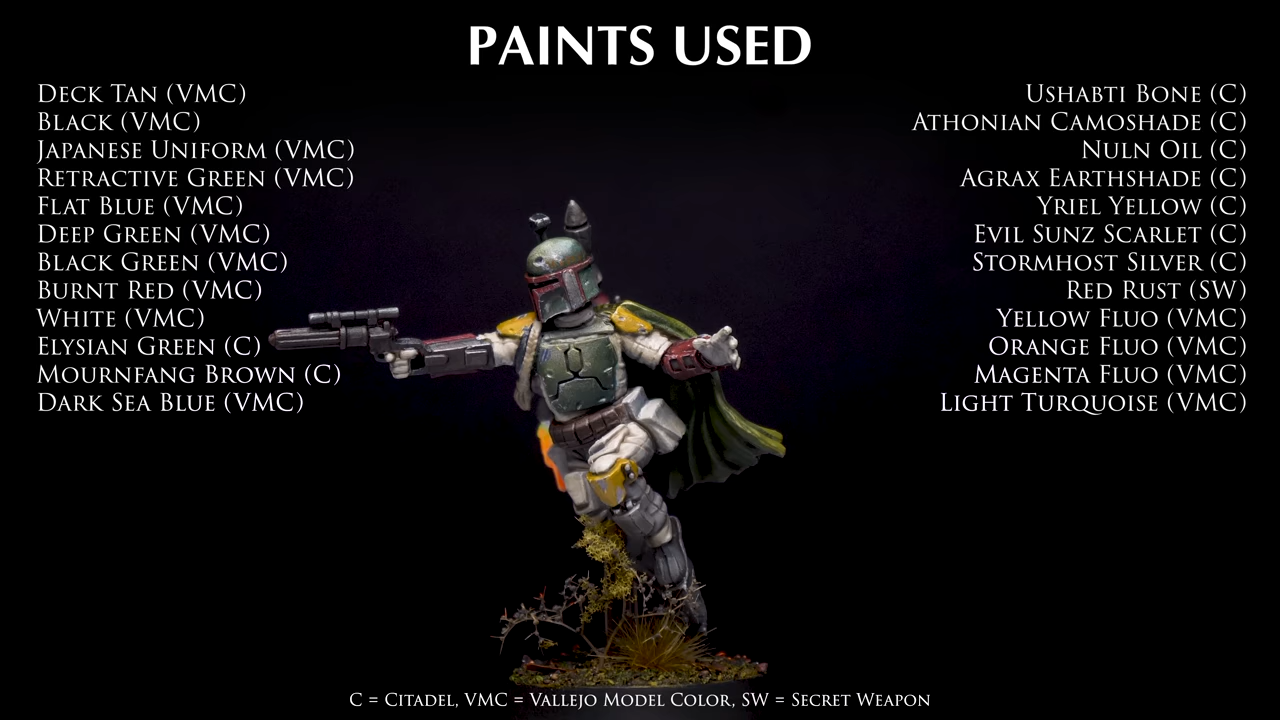 PAINTS USED
DECK TAN (VMC)
BLACK (VMC)
JAPANESE UNIFORM (VMC)
RETRACTIVE GREEN (VMC)
FLAT BLUE (VMC)
DEEP GREEN (VMC)
BLACK GREEN (VMC)
BURNT RED (VMC)
WHITE (VMC)
ELYSIAN GREEN (C)
MOURNFANG BROWN (C)
DARK SEA BLUE (VMC)
USHABTI BONE (C)
ATHONIAN CAMOSHADE (C)
NULN OIL (C)
AGRAX EARTHSHADE (C)
YRIEL YELLOW (C)
EVIL SUNZ SCARLET (C)
STORMHOST SILVER (C)
RED RUST (SW)
YELLOW FLUO (VMC)
ORANGE FLUO (VMC)
MAGENTA FLUO (VMC)
LIGHT TURQUOISE (VMC)
C = CITADEL, VMC = VALLEJO MODEL COLOR, SW = SECRET WEAPON